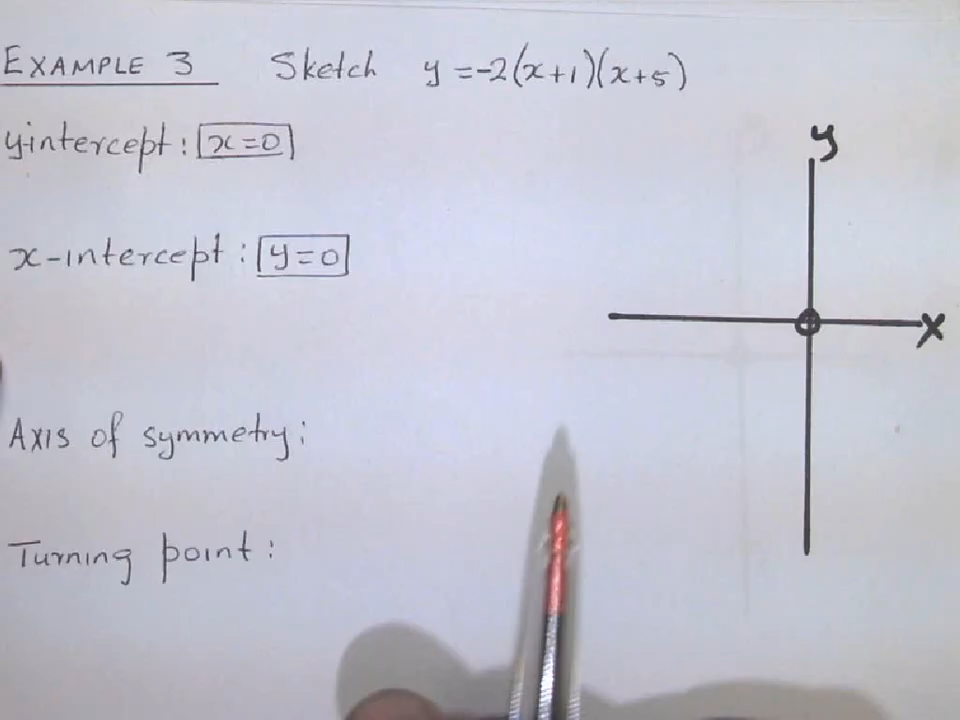 EXAMPLE 3 Sketch y = -2(x+1)(x+5)
y-intercept: x=0
x-intercept: y=0
Axis of symmetry:
Turning point:
y
x